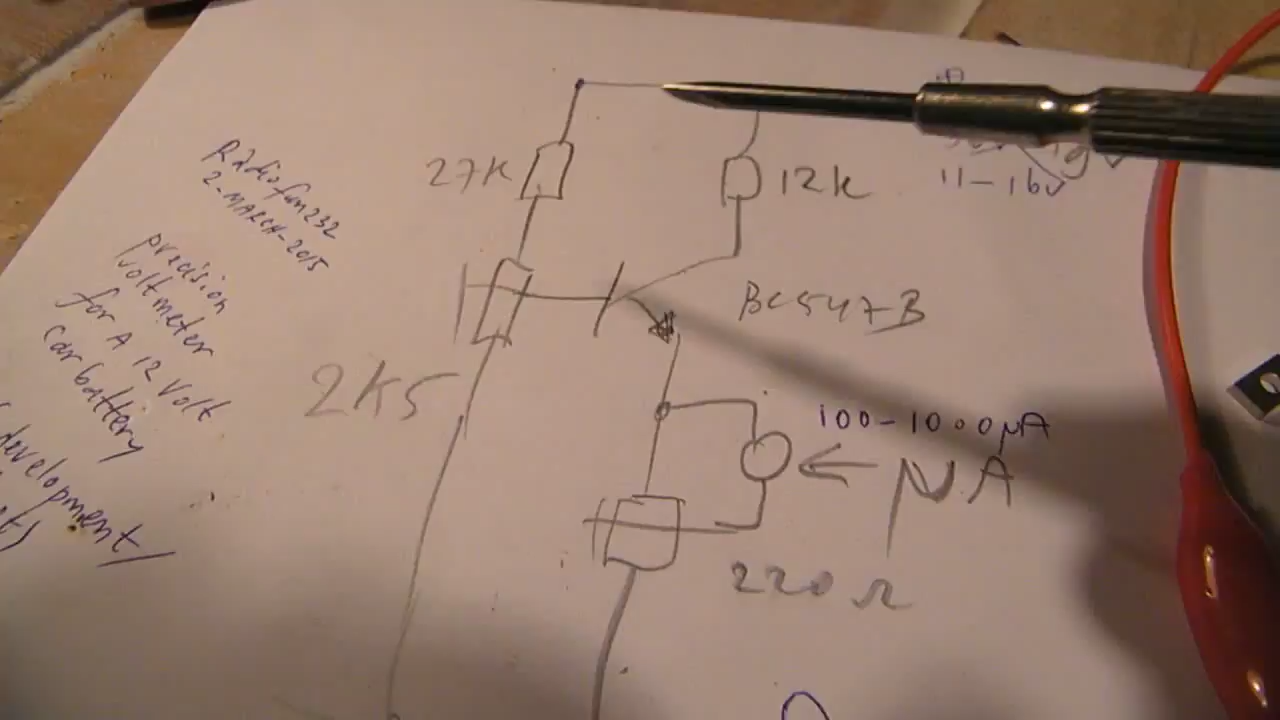 Radiofun232
2-MARCH-2015
precision
voltmeter
for A 12 Volt
car battery
development/
27K
12k
11-16V
BC547B
2K5
100-1000µA
µA
220Ω